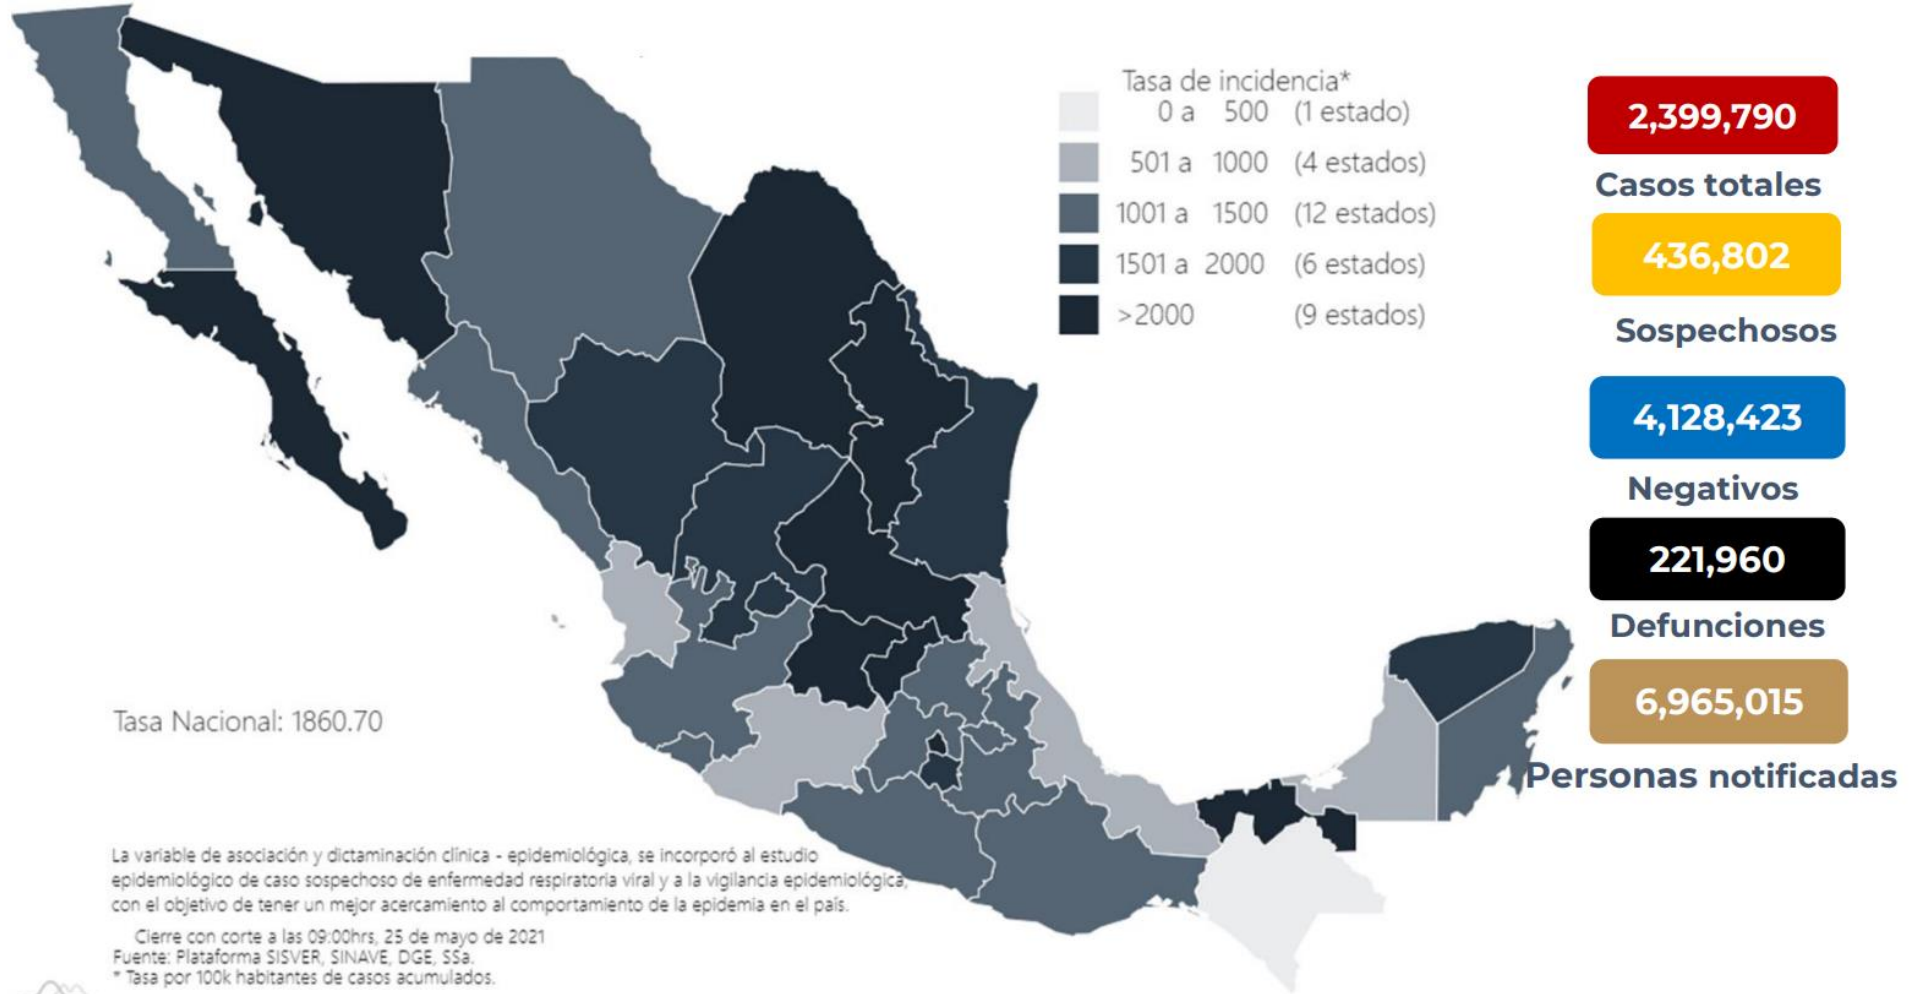 Tasa de incidencia*
0 a 500 (1 estado)
501 a 1000 (4 estados)
1001 a 1500 (12 estados)
1501 a 2000 (6 estados)
>2000 (9 estados)
2,399,790
Casos totales
436,802
Sospechosos
4,128,423
Negativos
221,960
Defunciones
6,965,015
Personas notificadas
Tasa Nacional: 1860.70
La variable de asociación y dictaminación clínica - epidemiológica, se incorporó al estudio
epidemiológico de caso sospechoso de enfermedad respiratoria viral y a la vigilancia epidemiológica,
con el objetivo de tener un mejor acercamiento al comportamiento de la epidemia en el país.
Cierre con corte a las 09:00hrs, 25 de mayo de 2021
Fuente: Plataforma SISVER, SINAVE, DGE, SSa.
* Tasa por 100k habitantes de casos acumulados.